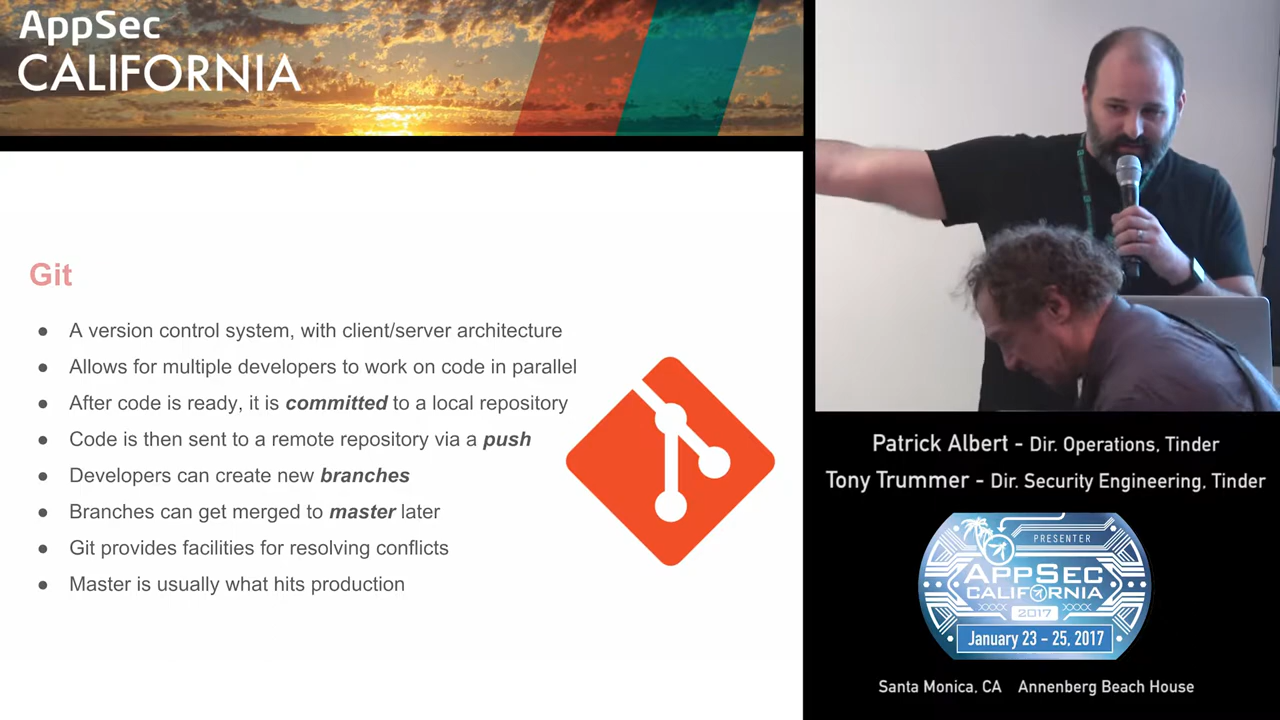 AppSec
CALIFORNIA
Git
● A version control system, with client/server architecture
● Allows for multiple developers to work on code in parallel
● After code is ready, it is committed to a local repository
● Code is then sent to a remote repository via a push
● Developers can create new branches
● Branches can get merged to master later
● Git provides facilities for resolving conflicts
● Master is usually what hits production
Patrick Albert - Dir. Operations, Tinder
Tony Trummer - Dir. Security Engineering, Tinder
PRESENTER
APPSEC
CALIFORNIA
2017
January 23 - 25, 2017
Santa Monica, CA Annenberg Beach House